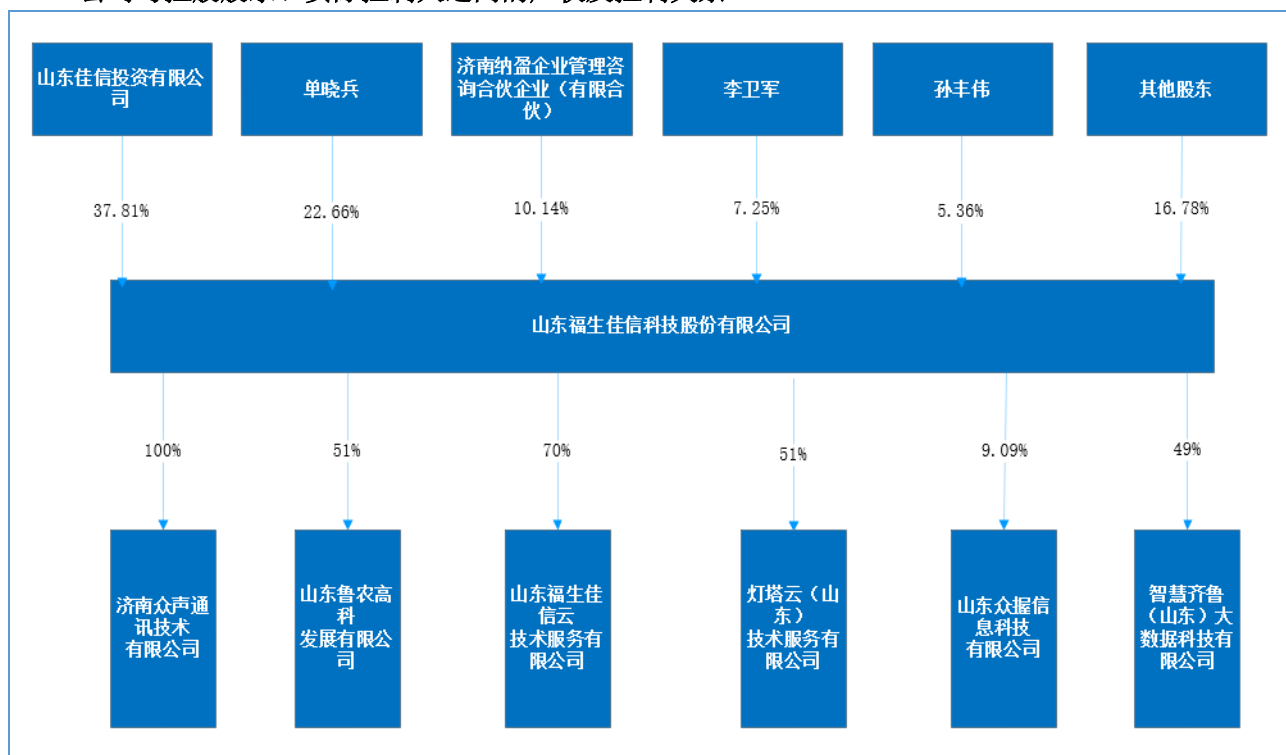 山东佳信投资有限公
司
单晓兵
济南纳盈企业管理咨
询合伙企业（有限合
伙）
李卫军
孙丰伟
其他股东
37.81%
22.66%
10.14%
7.25%
5.36%
16.78%
山东福生佳信科技股份有限公司
100%
51%
70%
51%
9.09%
49%
济南众声通
讯技术
有限公司
山东鲁农高
科
发展有限公
司
山东福生佳
信云
技术服务有
限公司
灯塔云（山
东）
技术服务有
限公司
山东众握信
息科技
有限公司
智慧齐鲁
（山东）大
数据科技有
限公司